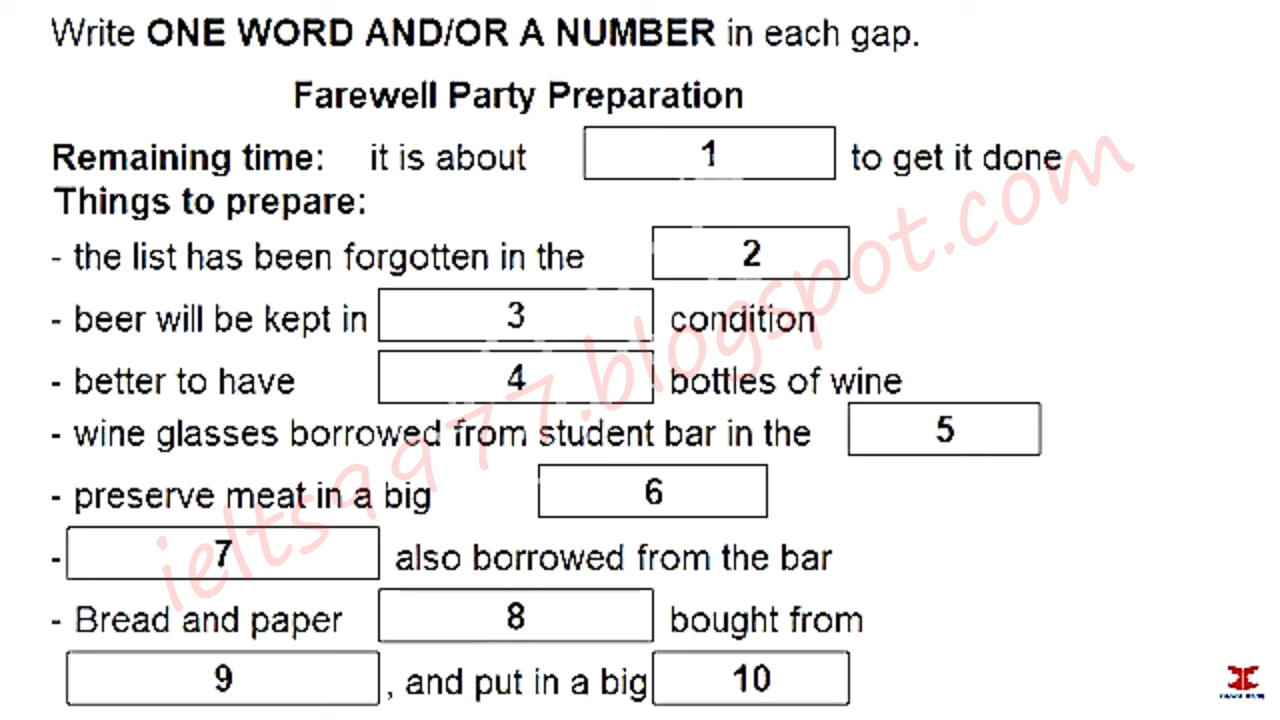 Write ONE WORD AND/OR A NUMBER in each gap.
Farewell Party Preparation
Remaining time: it is about 1 to get it done
Things to prepare:
- the list has been forgotten in the 2
- beer will be kept in 3 condition
- better to have 4 bottles of wine
- wine glasses borrowed from student bar in the 5
- preserve meat in a big 6
- 7 also borrowed from the bar
- Bread and paper 8 bought from
9 , and put in a big 10
ielts9977.blogspot.com